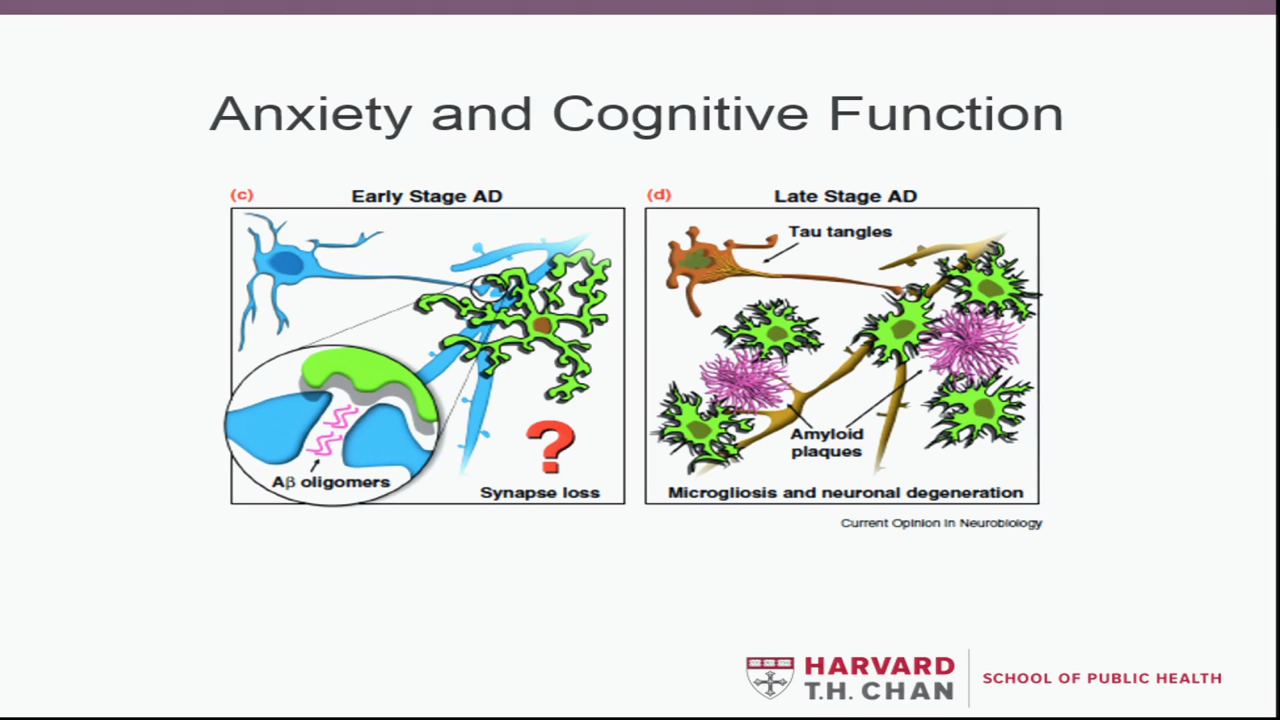 Anxiety and Cognitive Function
(c)
Early Stage AD
Aβ oligomers
?
Synapse loss
(d)
Late Stage AD
Tau tangles
Amyloid
plaques
Microgliosis and neuronal degeneration
Current Opinion in Neurobiology
HARVARD
T.H. CHAN
SCHOOL OF PUBLIC HEALTH